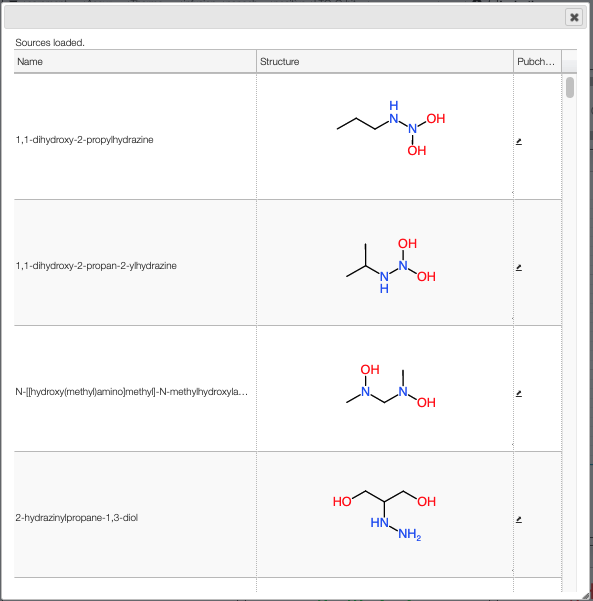 Sources loaded.
Name Structure Pubch...
1,1-dihydroxy-2-propylhydrazine
H
N
N
OH
OH
1,1-dihydroxy-2-propan-2-ylhydrazine
OH
N
N
H
OH
N-[[hydroxy(methyl)amino]methyl]-N-methylhydroxyla...
OH
N
N
OH
2-hydrazinylpropane-1,3-diol
HO
OH
HN
NH2